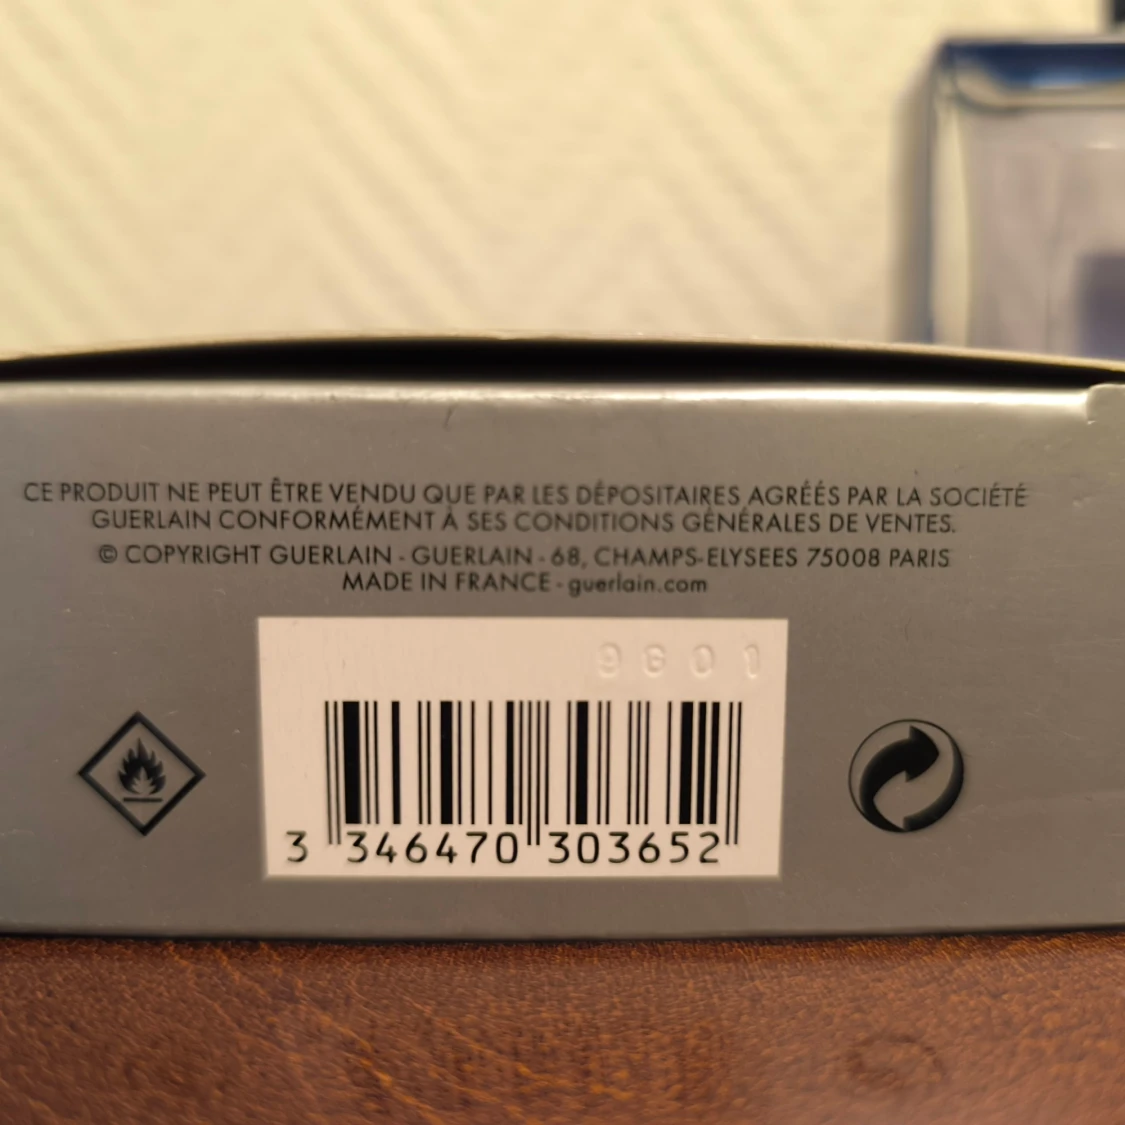 CE PRODUIT NE PEUT ÊTRE VENDU QUE PAR LES DÉPOSITAIRES AGRÉÉS PAR LA SOCIÉTÉ
GUERLAIN CONFORMÉMENT À SES CONDITIONS GÉNÉRALES DE VENTES.
© COPYRIGHT GUERLAIN - GUERLAIN - 68, CHAMPS-ELYSEES 75008 PARIS
MADE IN FRANCE - guerlain.com
9G01
3 346470 303652